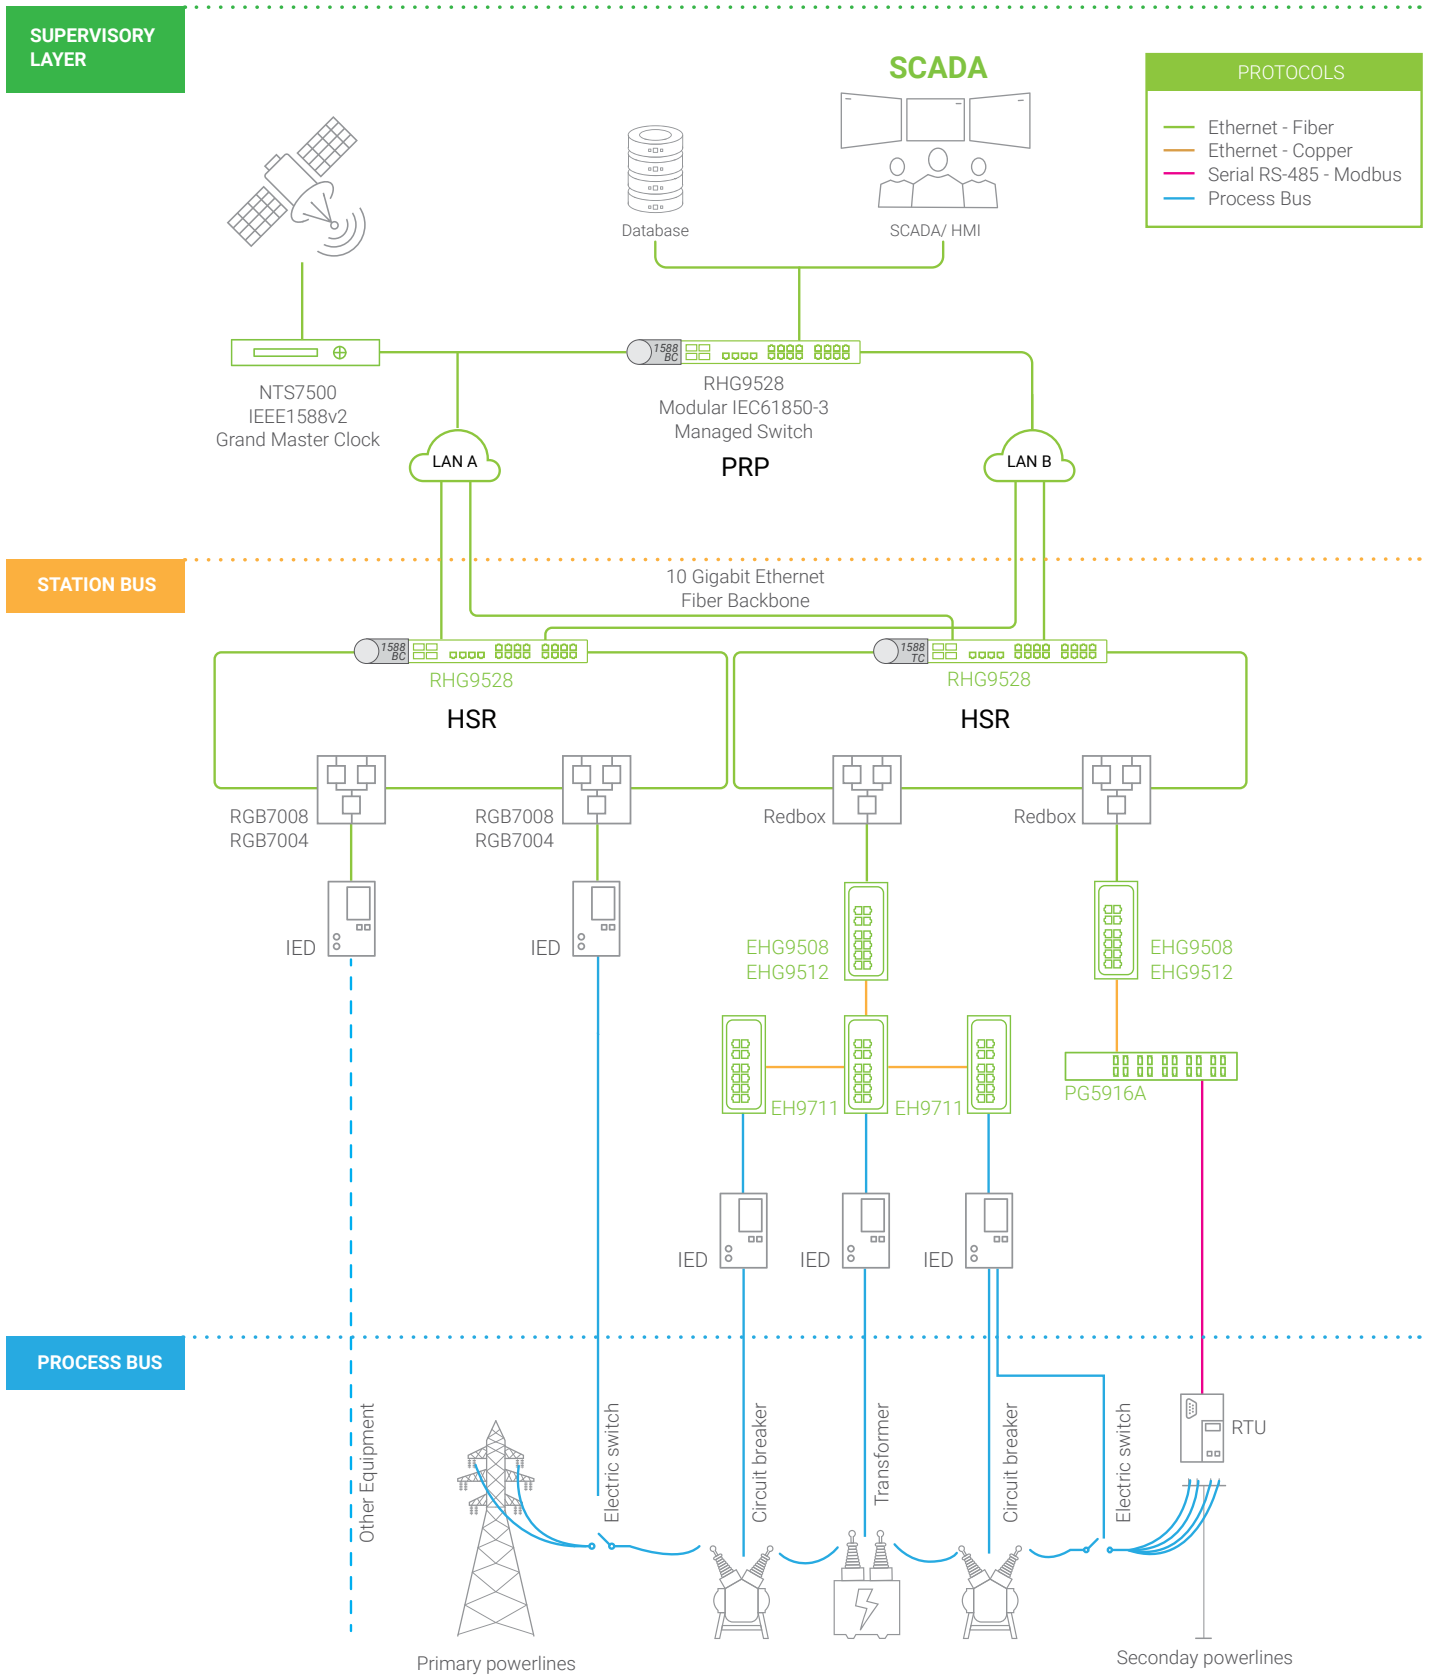 SUPERVISORY
LAYER
SCADA
PROTOCOLS
Ethernet - Fiber
Ethernet - Copper
Serial RS-485 - Modbus
Process Bus
Database
SCADA/ HMI
1588
BC
NTS7500
IEEE1588v2
Grand Master Clock
RHG9528
Modular IEC61850-3
Managed Switch
PRP
LAN A
LAN B
STATION BUS
10 Gigabit Ethernet
Fiber Backbone
1588
BC
RHG9528
HSR
1588
TC
RHG9528
HSR
RGB7008
RGB7004
RGB7008
RGB7004
Redbox
Redbox
IED
IED
EHG9508
EHG9512
EHG9508
EHG9512
EH9711
EH9711
PG5916A
IED
IED
IED
PROCESS BUS
Other Equipment
Electric switch
Circuit breaker
Transformer
Circuit breaker
Electric switch
RTU
Primary powerlines
Seconday powerlines